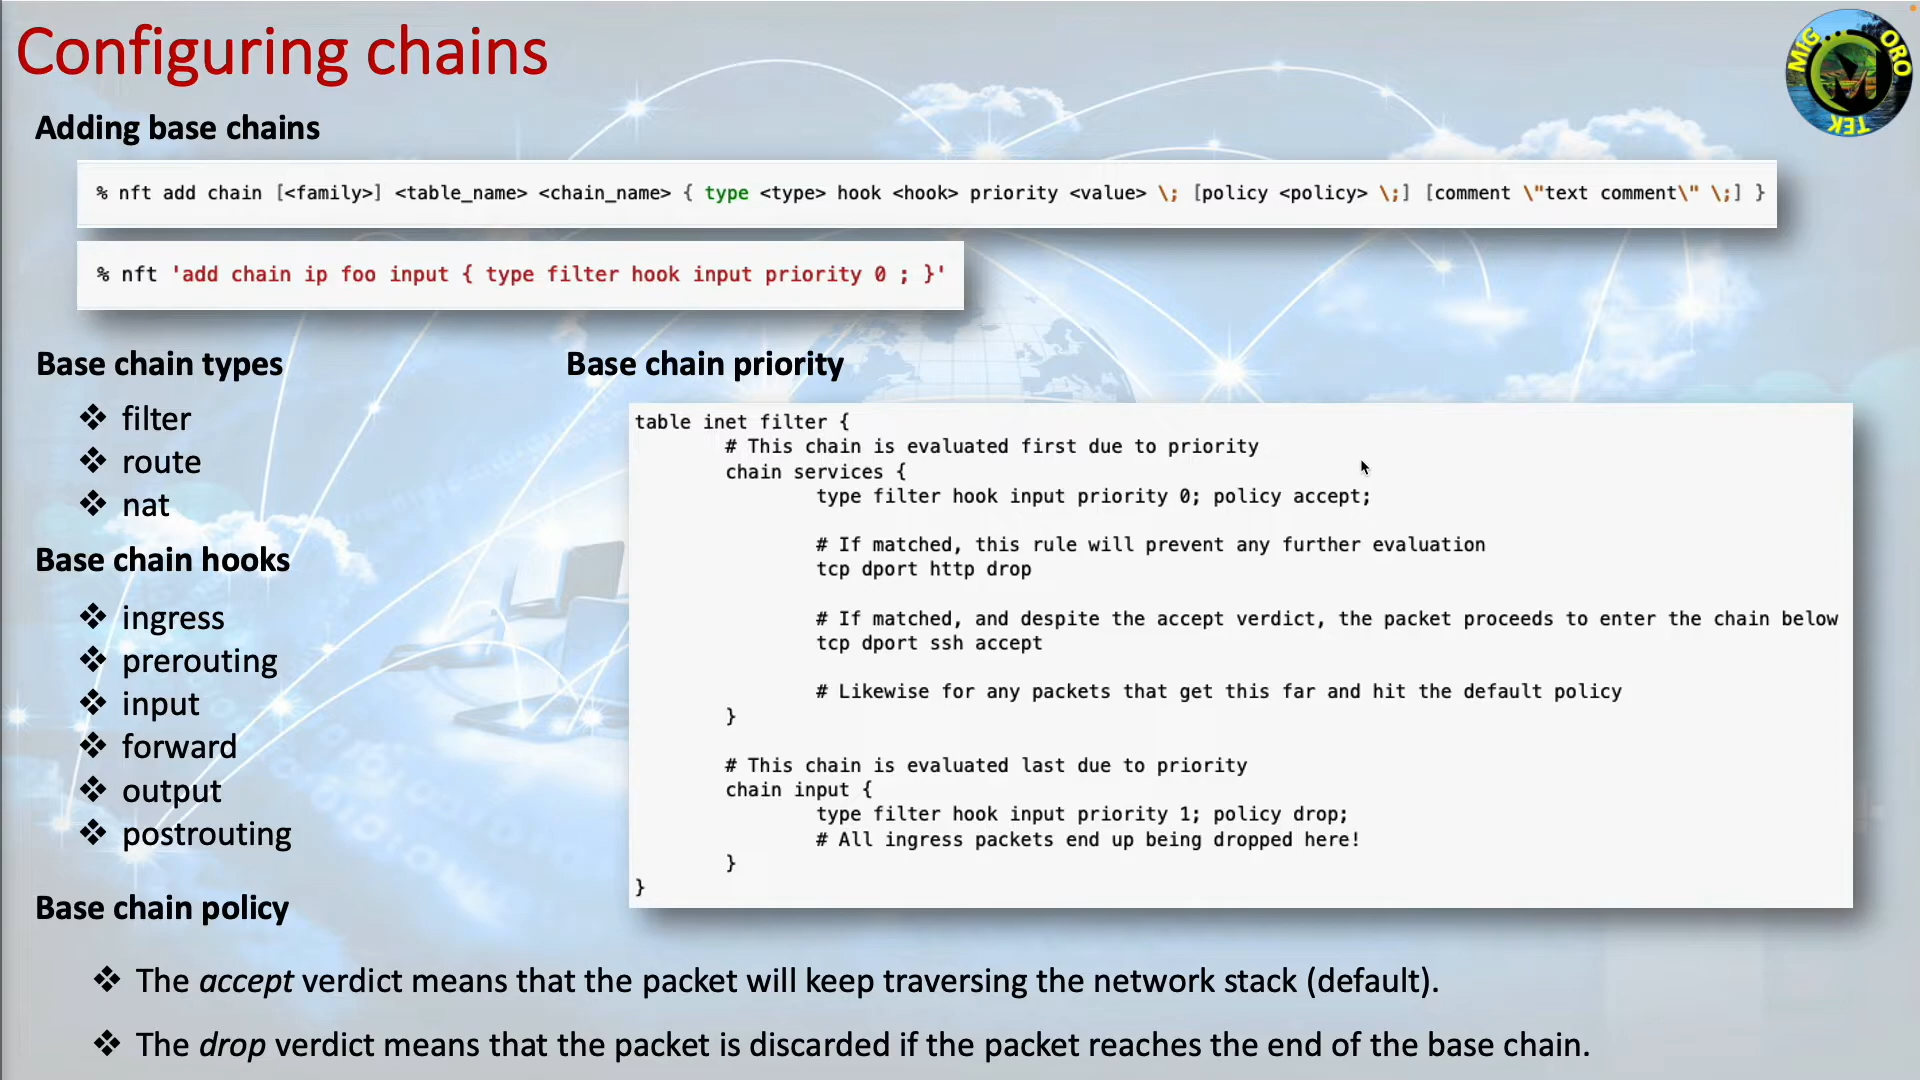 Configuring chains
MIG... ORO
TEK
Adding base chains
% nft add chain [<family>] <table_name> <chain_name> { type <type> hook <hook> priority <value> \; [policy <policy> \;] [comment \"text comment\" \;] }
% nft 'add chain ip foo input { type filter hook input priority 0 ; }'
Base chain types
❖ filter
❖ route
❖ nat
Base chain hooks
❖ ingress
❖ prerouting
❖ input
❖ forward
❖ output
❖ postrouting
Base chain priority
table inet filter {
# This chain is evaluated first due to priority
chain services {
type filter hook input priority 0; policy accept;
# If matched, this rule will prevent any further evaluation
tcp dport http drop
# If matched, and despite the accept verdict, the packet proceeds to enter the chain below
tcp dport ssh accept
# Likewise for any packets that get this far and hit the default policy
}
# This chain is evaluated last due to priority
chain input {
type filter hook input priority 1; policy drop;
# All ingress packets end up being dropped here!
}
}
Base chain policy
❖ The accept verdict means that the packet will keep traversing the network stack (default).
❖ The drop verdict means that the packet is discarded if the packet reaches the end of the base chain.